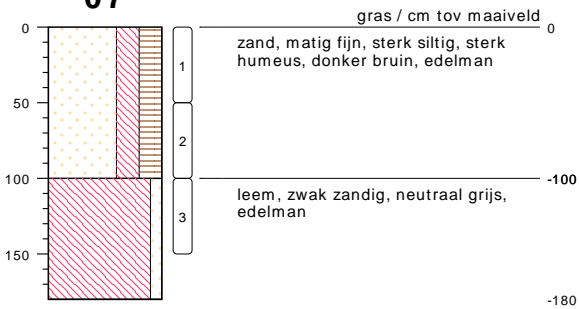 gras / cm tov maaiveld
0
0
zand, matig fijn, sterk siltig, sterk
humeus, donker bruin, edelman
1
50
2
100
-100
leem, zwak zandig, neutraal grijs,
edelman
3
150
-180